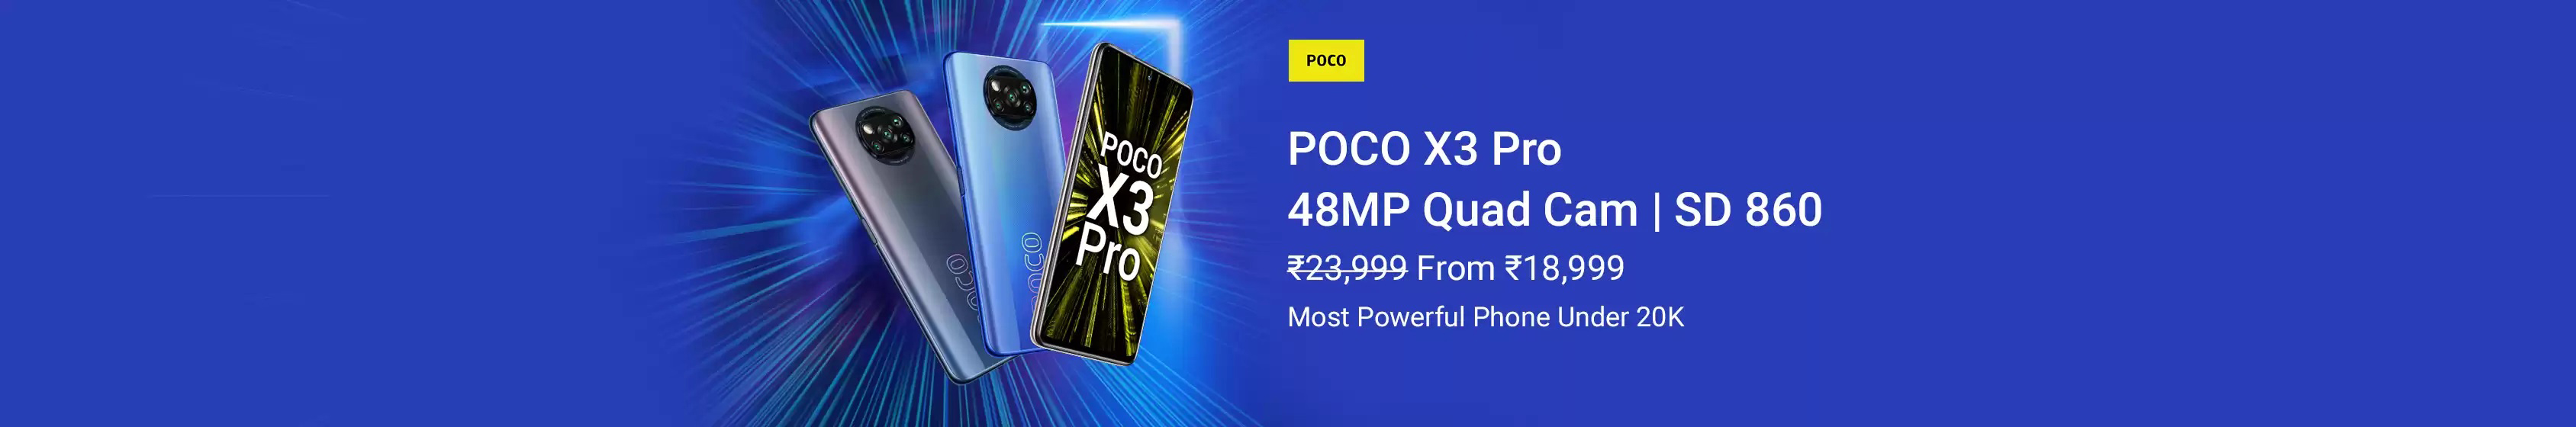 POCO
X3
Pro
POCO
POCO
POCO
POCO X3 Pro
48MP Quad Cam | SD 860
₹23,999 From ₹18,999
Most Powerful Phone Under 20K